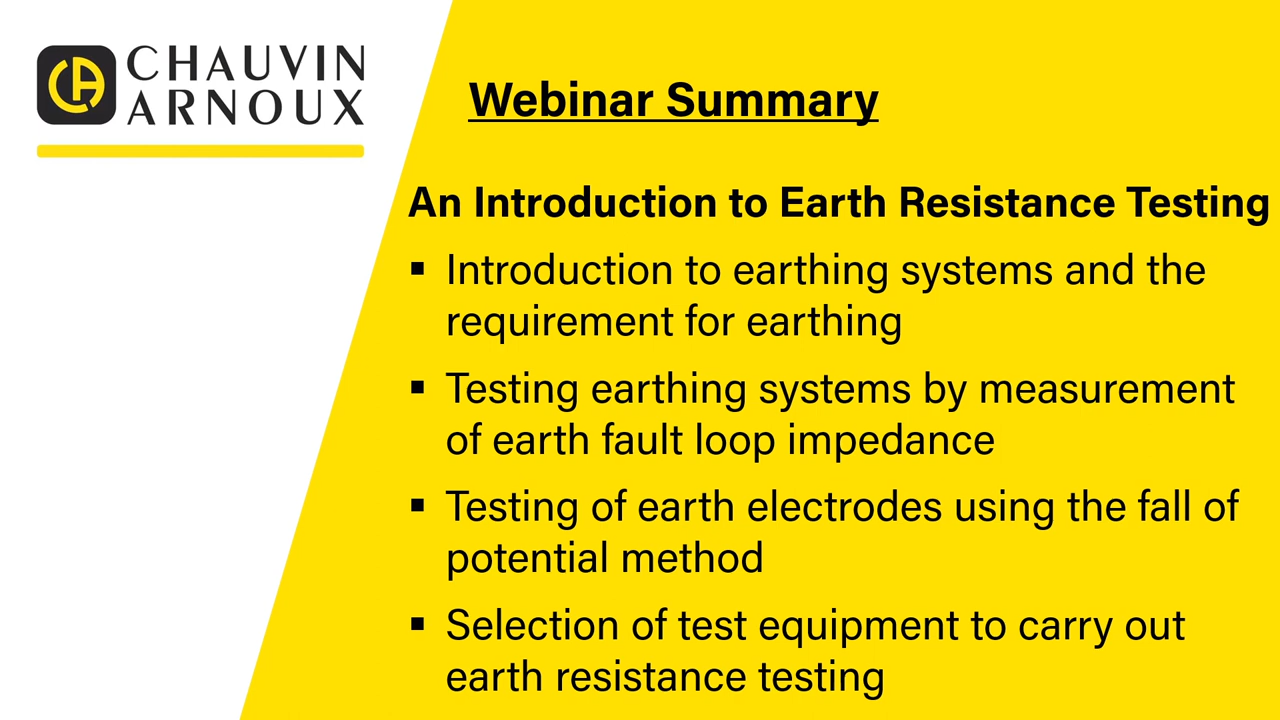 CHAUVIN
ARNOUX
Webinar Summary
An Introduction to Earth Resistance Testing
▪ Introduction to earthing systems and the
requirement for earthing
▪ Testing earthing systems by measurement
of earth fault loop impedance
▪ Testing of earth electrodes using the fall of
potential method
▪ Selection of test equipment to carry out
earth resistance testing